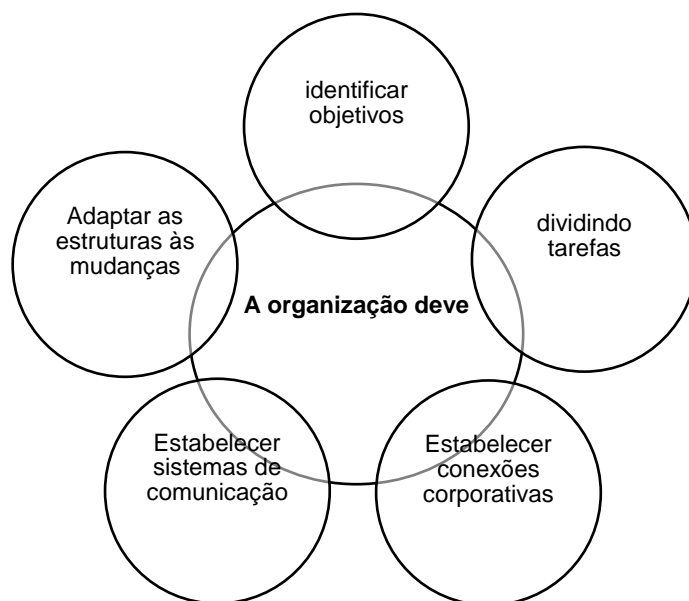 identificar
objetivos
dividindo
tarefas
Adaptar as
estruturas às
mudanças
A organização deve
Estabelecer
sistemas de
comunicação
Estabelecer
conexões
corporativas